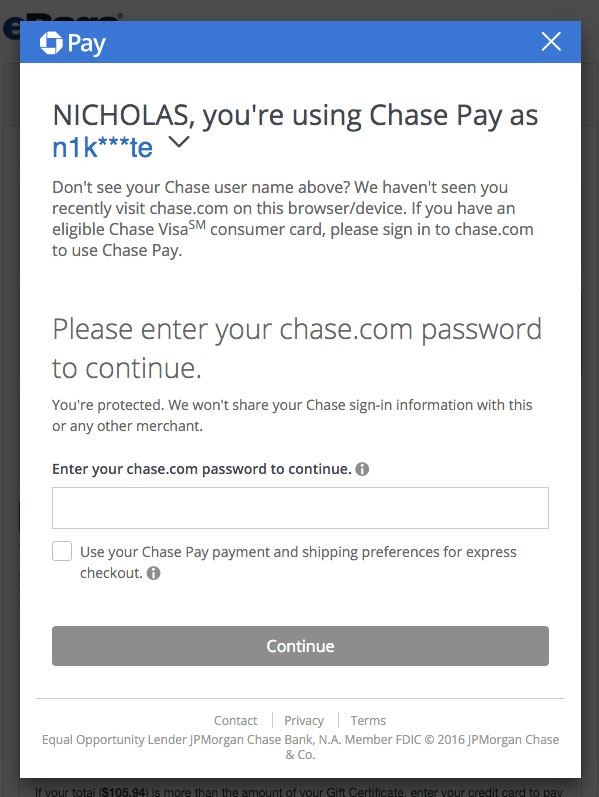 eBags
Pay
NICHOLAS, you're using Chase Pay as
n1k***te
Don't see your Chase user name above? We haven't seen you
recently visit chase.com on this browser/device. If you have an
eligible Chase Visa℠ consumer card, please sign in to chase.com
to use Chase Pay.
Please enter your chase.com password
to continue.
You're protected. We won't share your Chase sign-in information with this
or any other merchant.
Enter your chase.com password to continue.
Use your Chase Pay payment and shipping preferences for express
checkout.
Continue
Contact Privacy Terms
Equal Opportunity Lender JPMorgan Chase Bank, N.A. Member FDIC © 2016 JPMorgan Chase
& Co.
If your total ($105.94) is more than the amount of your Gift Certificate, enter your credit card to pay